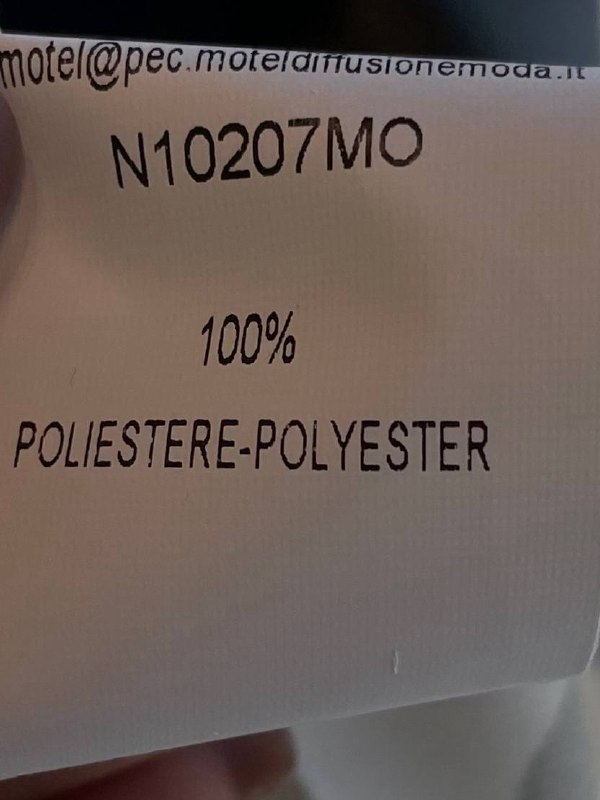 motel@pec.moteldiffusionemoda.it
N10207MO
100%
POLIESTERE-POLYESTER